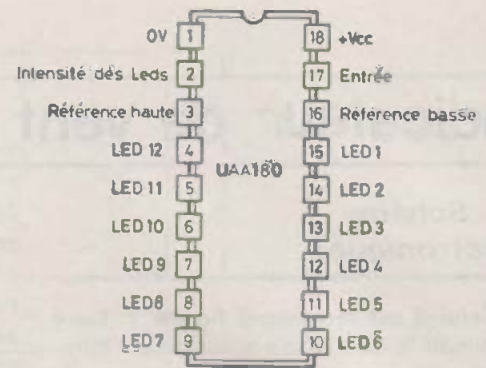 0V 1 18 +Vcc
Intensité des Leds 2 17 Entrée
Référence haute 3 16 Référence basse
LED 12 4 15 LED 1
UAA180
LED 11 5 14 LED 2
LED 10 6 13 LED 3
LED 9 7 12 LED 4
LED 8 8 11 LED 5
LED 7 9 10 LED 6